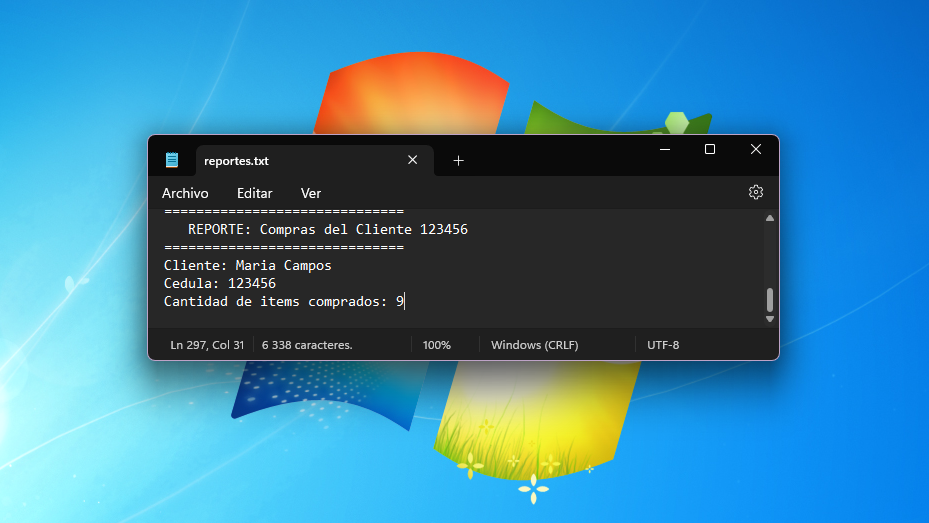 reportes.txt
Archivo Editar Ver
==============================
   REPORTE: Compras del Cliente 123456
==============================
Cliente: Maria Campos
Cedula: 123456
Cantidad de items comprados: 9
Ln 297, Col 31 6 338 caracteres. 100% Windows (CRLF) UTF-8